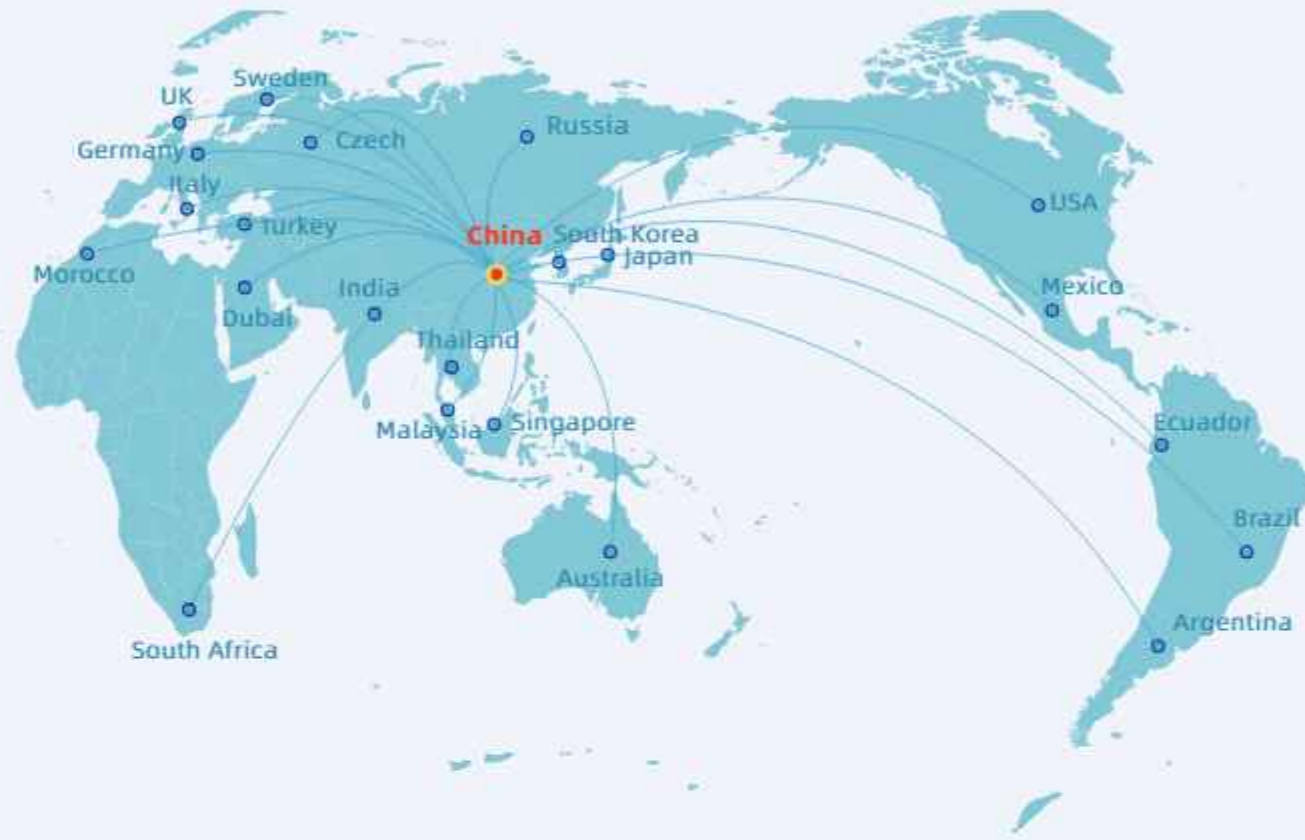 Sweden
UK
Russia
Czech
Germany
Italy
USA
Turkey
China
South Korea
Japan
Morocco
India
Mexico
Dubai
Thailand
Ecuador
Malaysia
Singapore
Brazil
Australia
Argentina
South Africa